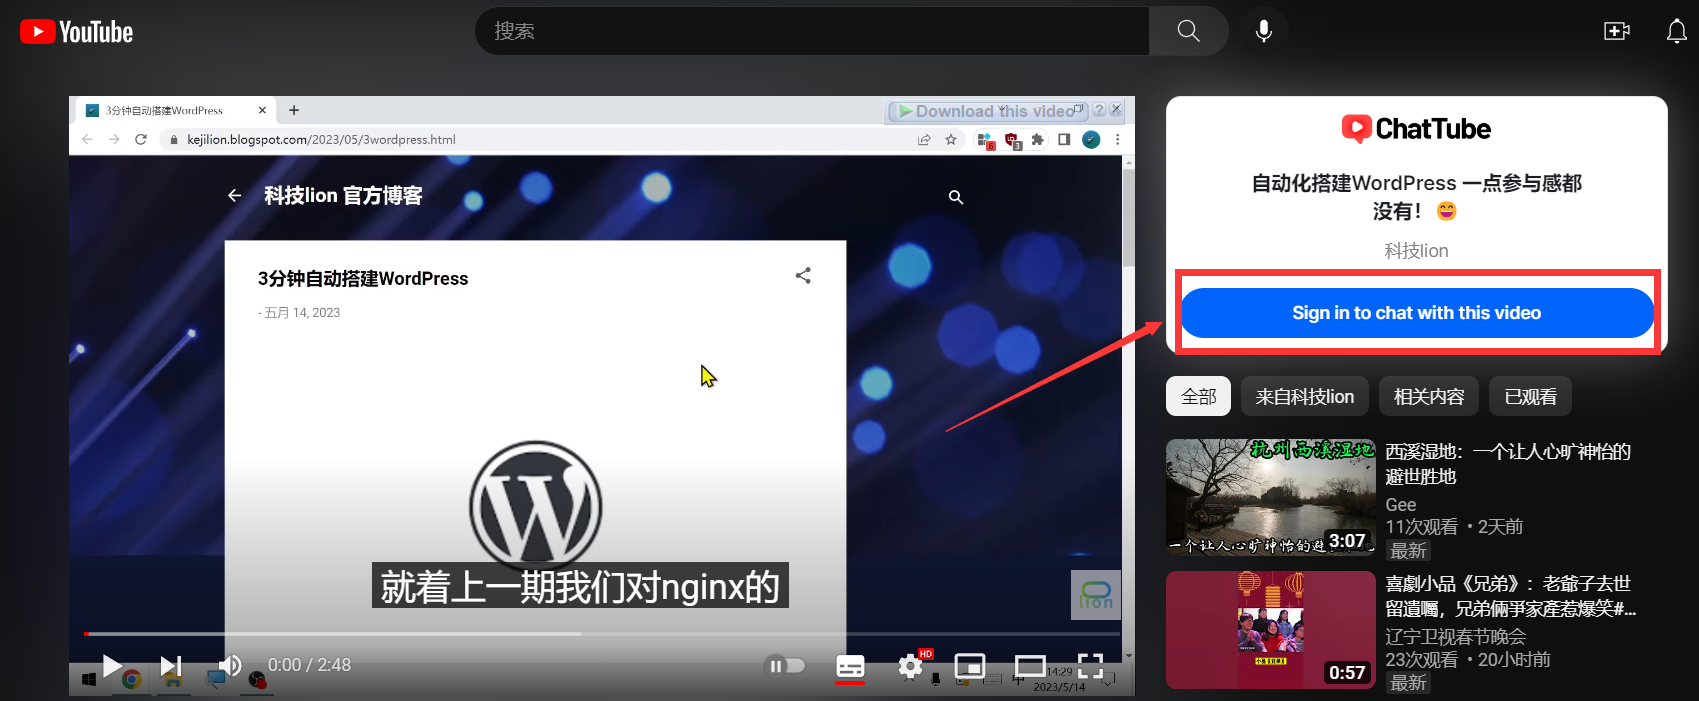 YouTube
搜索
3分钟自动搭建WordPress
Download this video
kejilion.blogspot.com/2023/05/3wordpress.html
6
3
科技lion 官方博客
3分钟自动搭建WordPress
- 五月 14, 2023
就着上一期我们对nginx的
lion
0:00 / 2:48
HD
中
14:29
2023/5/14
ChatTube
自动化搭建WordPress 一点参与感都
没有！😄
科技lion
Sign in to chat with this video
全部
来自科技lion
相关内容
已观看
杭州西溪湿地
一个让人心旷神怡的避
3:07
西溪湿地：一个让人心旷神怡的
避世胜地
Gee
11次观看 • 2天前
最新
0:57
喜劇小品《兄弟》：老爺子去世
留遺囑，兄弟倆爭家產惹爆笑#...
辽宁卫视春节晚会
23次观看 • 20小时前
最新